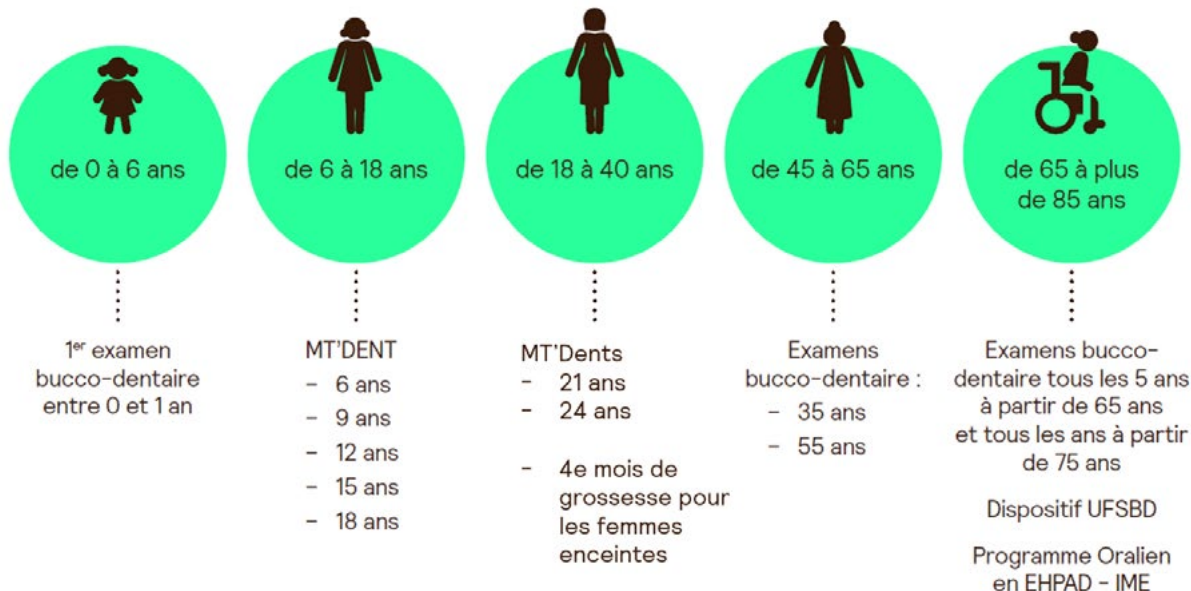 de 0 à 6 ans
1er examen
bucco-dentaire
entre 0 et 1 an
de 6 à 18 ans
MT'DENT
- 6 ans
- 9 ans
- 12 ans
- 15 ans
- 18 ans
de 18 à 40 ans
MT'Dents
- 21 ans
- 24 ans
- 4e mois de
grossesse pour
les femmes
enceintes
de 45 à 65 ans
Examens
bucco-dentaire :
- 35 ans
- 55 ans
de 65 à plus
de 85 ans
Examens bucco-
dentaire tous les 5 ans
à partir de 65 ans
et tous les ans à partir
de 75 ans
Dispositif UFSBD
Programme Oralien
en EHPAD - IME